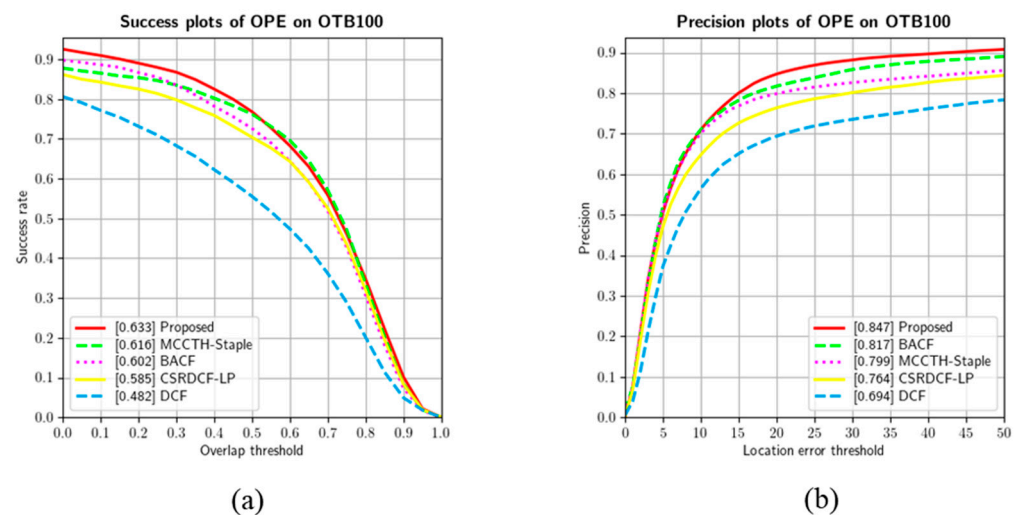 Success plots of OPE on OTB100
Success rate
0.9
0.8
0.7
0.6
0.5
0.4
0.3
0.2
0.1
0.0
[0.633] Proposed
[0.616] MCCTH-Staple
[0.602] BACF
[0.585] CSRDCF-LP
[0.482] DCF
0.0 0.1 0.2 0.3 0.4 0.5 0.6 0.7 0.8 0.9 1.0
Overlap threshold
(a)
Precision plots of OPE on OTB100
Precision
0.9
0.8
0.7
0.6
0.5
0.4
0.3
0.2
0.1
0.0
[0.847] Proposed
[0.817] BACF
[0.799] MCCTH-Staple
[0.764] CSRDCF-LP
[0.694] DCF
0 5 10 15 20 25 30 35 40 45 50
Location error threshold
(b)